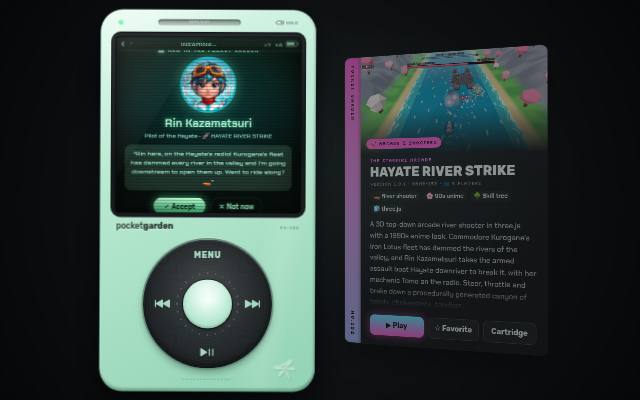 Rin Kazamatsuri
Pilot of the Hayate · HAYATE RIVER STRIKE
"Rin here, on the Hayate's radio! Kurogane's fleet
has dammed every river in the valley and I'm going
downstream to open them up. Went to ride along?
✓ Accept
✕ Not now
pocketgarden
MENU
POCKET GARDEN
ARCADE & SHOOTERS
THE STARFIRE ARCADE
HAYATE RIVER STRIKE
River shooter
90s anime
Skill tree
three.js
A 3D top-down arcade river shooter in three.js
with a 1990s anime look. Commodore Kurogane's
Iron Lotus fleet has dammed the rivers of the
valley, and Rin Kazamatsuri takes the armed
assault boat Hayate downriver to break it, with her
mechanic Tomo on the radio. Steer, throttle and
brake down a procedurally generated canyon of
▶ Play
☆ Favorite
Cartridge